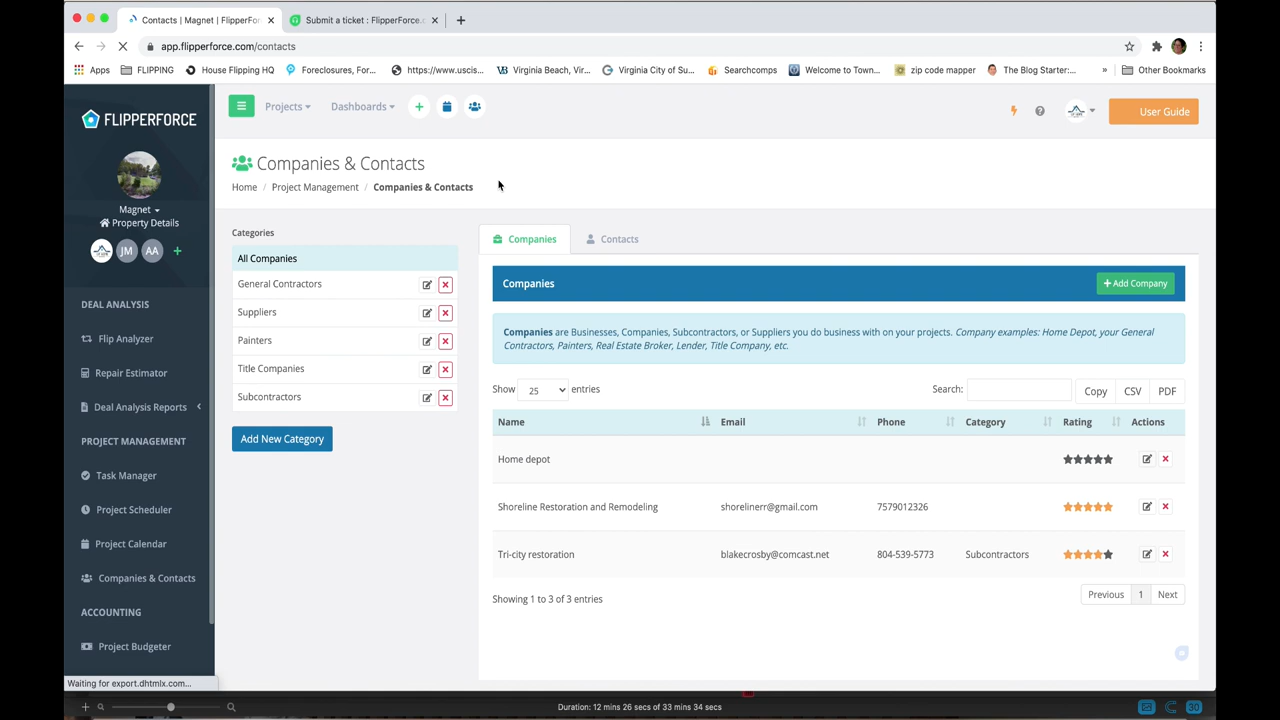 Contacts | Magnet | FlipperFor
Submit a ticket : FlipperForce.c
app.flipperforce.com/contacts
Apps
FLIPPING
House Flipping HQ
Foreclosures, For...
https://www.uscis...
Virginia Beach, Vir...
Virginia City of Su...
Searchcomps
Welcome to Town...
zip code mapper
The Blog Starter:...
»
Other Bookmarks
FLIPPERFORCE
Projects
Dashboards
User Guide
Magnet
Property Details
JM
AA
DEAL ANALYSIS
Flip Analyzer
Repair Estimator
Deal Analysis Reports
PROJECT MANAGEMENT
Task Manager
Project Scheduler
Project Calendar
Companies & Contacts
ACCOUNTING
Project Budgeter
Waiting for export.dhtmlx.com...
Companies & Contacts
Home / Project Management / Companies & Contacts
Categories
All Companies
General Contractors
Suppliers
Painters
Title Companies
Subcontractors
Add New Category
Companies
Contacts
Companies
+ Add Company
Companies are Businesses, Companies, Subcontractors, or Suppliers you do business with on your projects. Company examples: Home Depot, your General
Contractors, Painters, Real Estate Broker, Lender, Title Company, etc.
Show 25 entries
Search:
Copy CSV PDF
Name Email Phone Category Rating Actions
Home depot
Shoreline Restoration and Remodeling shorelinerr@gmail.com 7579012326
Tri-city restoration blakecrosby@comcast.net 804-539-5773 Subcontractors
Showing 1 to 3 of 3 entries
Previous 1 Next
Duration: 12 mins 26 secs of 33 mins 34 secs
30